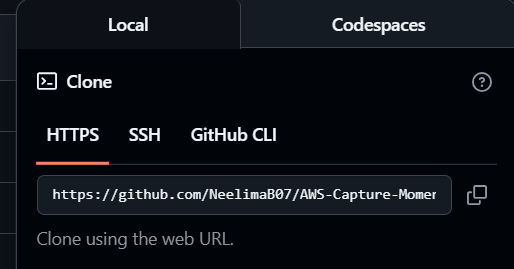 Local Codespaces
Clone
HTTPS SSH GitHub CLI
https://github.com/NeelimaB07/AWS-Capture-Momer
Clone using the web URL.